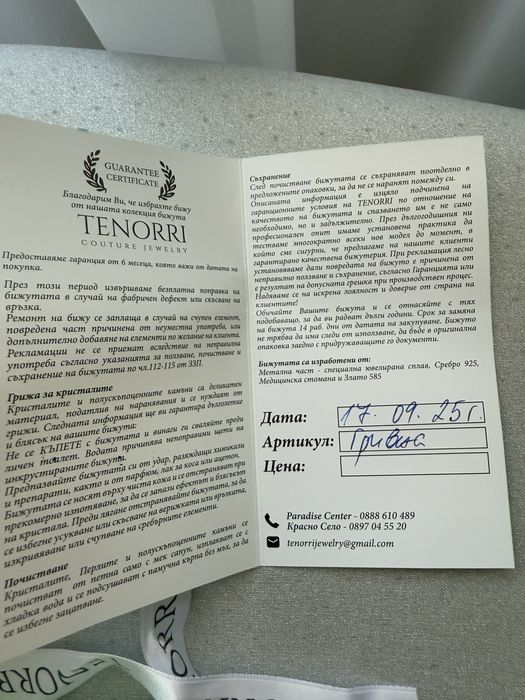 GUARANTEE
CERTIFICATE
Благодарим Ви, че избрахте бижу
от нашата колекция бижута
TENORRI
COUTURE JEWELRY
Предоставяме гаранция от 6 месеца, която важи от датата на
покупка.
През този период извършваме безплатна поправка на
бижутата в случай на фабричен дефект или скъсване на
връзка.
Ремонт на бижу се заплаща в случай на счупен елемент,
повредена част причинен от неуместна употреба, или
допълнително добавяне на елементи по желание на клиента.
Рекламации не се приемат вследствие на неправилна
употреба съгласно указанията за ползване, почистване и
съхранение на бижутата по чл.112-115 от ЗЗП.
Грижа за кристалите
Кристалите и полускъпоценните камъни са деликатен
материал, податлив на наранявания и се нуждаят от
грижи. Следната информация ще ви гарантира дълголетие
и блясък на вашите бижута:
Не се КЪПЕТЕ с бижутата и винаги ги сваляйте преди
личен тоалет. Водата причинява непоправими щети на
инкрустираните бижута.
Предпазвайте бижутата си от удар, разяждащи химикали
и препарати, както и от парфюм, лак за коса или ацетон.
Бижутата се носят върху чиста кожа и се отстраняват при
прекомерно изпотяване, за да се запази ефектът и блясъкът
на кристала. Преди лягане отстранявайте бижутата, за да
се избегне усукване или скъсване на верижката или връзката,
изкривяване или счупване на сребърните елементи.
Почистване
Кристалите, Перлите и полускъпоценните камъни се
почистват от петна само с мек сапун, изплакват се с
хладка вода и се подсушават с памучна кърпа без мъх, за да
се избегне зацапване.
Съхранение
След почистване бижутата се съхраняват поотделно в
предложените опаковки, за да не се наранят помежду си.
Описаната информация е изцяло подчинена на
гаранционните условия на TENORRI по отношение на
качеството на бижутата и спазването им е не само
необходимо, но и задължително. През дългогодишния ни
професионален опит имаме установена практика да
тестваме многократно всеки нов модел до момент, в
който сме сигурни, че предлагаме на нашите клиенти
гарантирано качествени бижутерия. При рекламация лесно
установяваме дали повредата на бижуто е причинена от
неправилно ползване и съхранение, съгласно Гаранцията или
е резултат на допусната грешка при производствен процес.
Надяваме се на искрена лоялност и доверие от страна на
клиентите!
Обичайте Вашите бижута и се отнасяйте с тях
подобаващо, за да ви радват дълги години. Срок за замяна
на бижута 14 раб. дни от датата на закупуване. Бижуто
не трябва да има следи от използване, да бъде в оригинална
опаковка заедно с придружаващите го документи.
Бижутата са изработени от:
Метална част - специална ювелирна сплав, Сребро 925,
Медицинска стомана и Злато 585
Дата: 17. 09. 25г.
Артикул: Гривна
Цена:
Paradise Center - 0888 610 489
Красно Село - 0897 04 55 20
tenorrijewelry@gmail.com